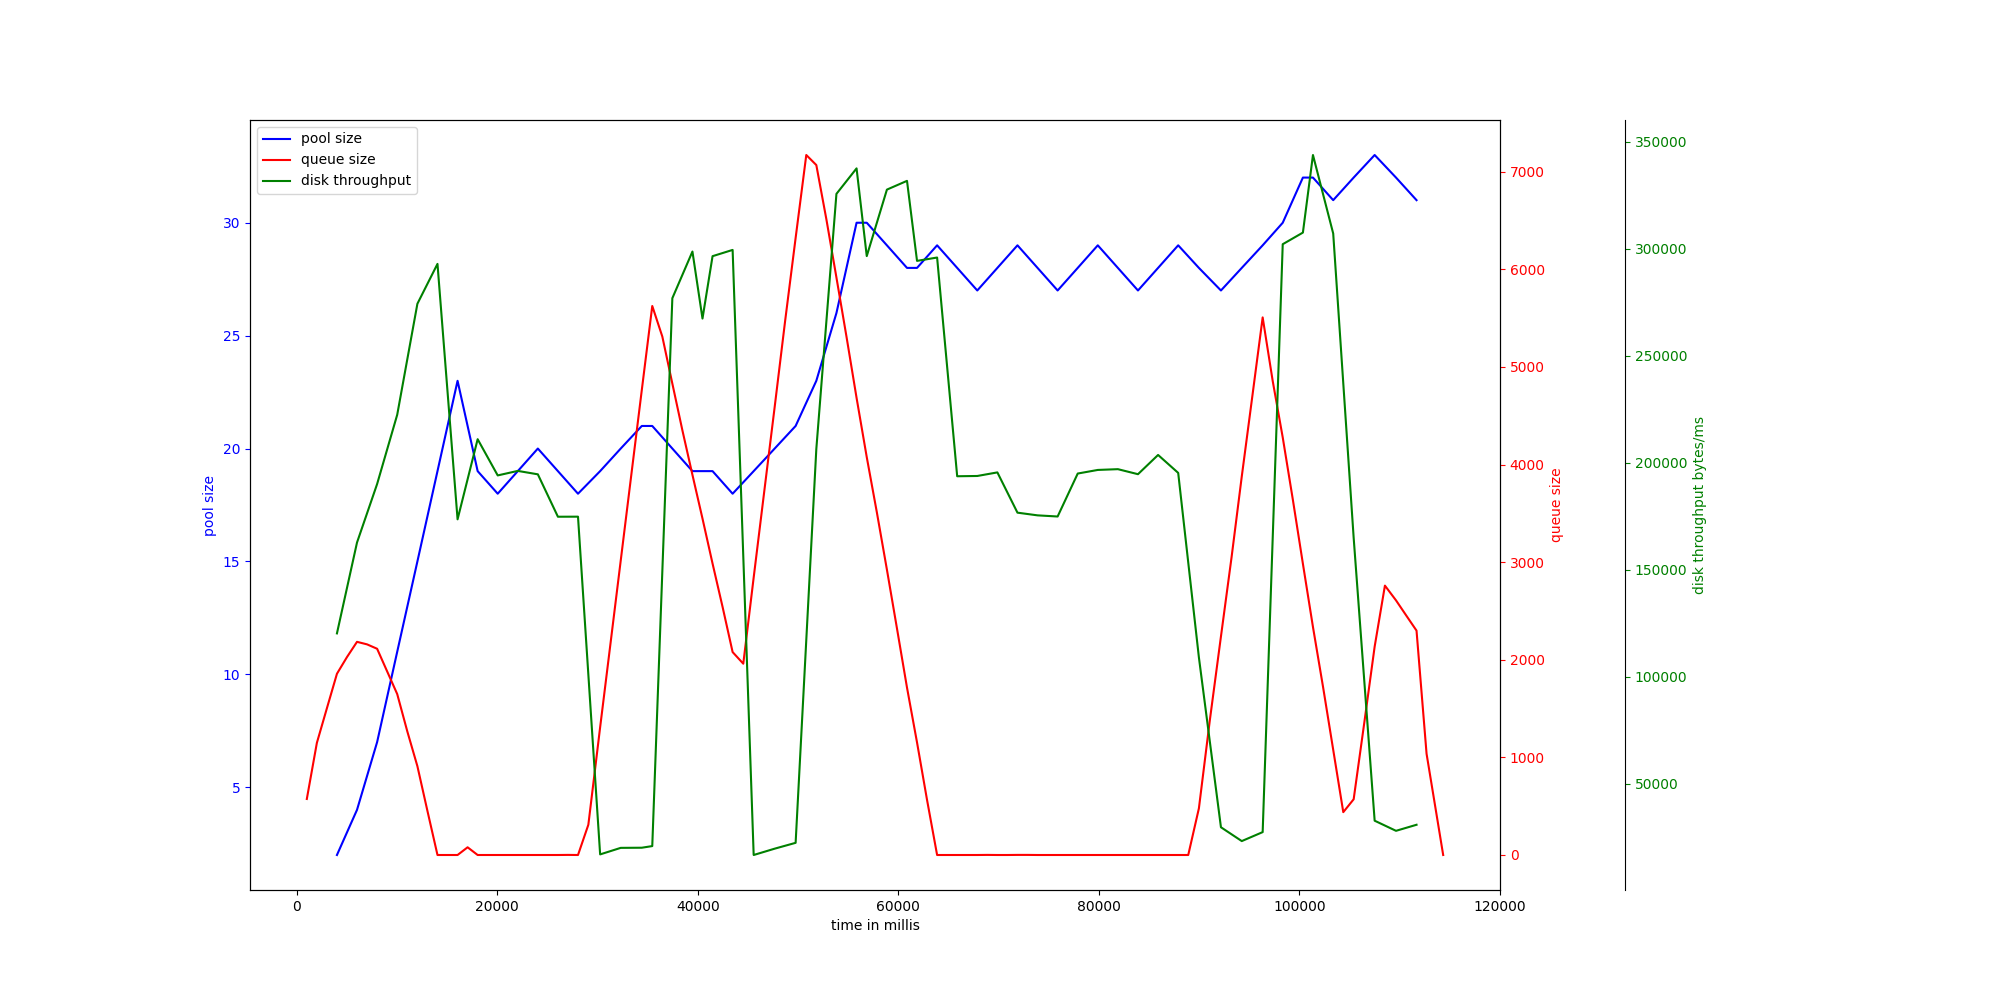 pool size
queue size
disk throughput
30
25
20
15
10
5
pool size
7000
6000
5000
4000
3000
2000
1000
0
queue size
350000
300000
250000
200000
150000
100000
50000
disk throughput bytes/ms
0 20000 40000 60000 80000 100000 120000
time in millis